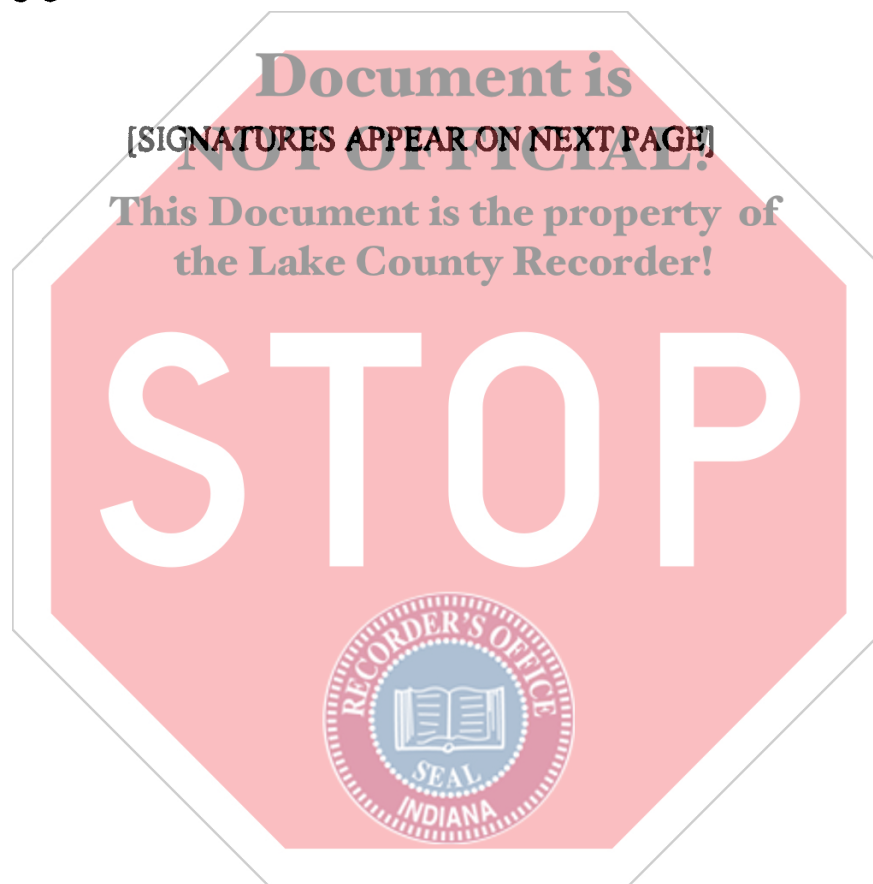 Document is
[SIGNATURES APPEAR ON NEXT PAGE]
NOT OFFICIAL!
This Document is the property of
the Lake County Recorder!
STOP
RECORDER'S OFFICE
SEAL
INDIANA